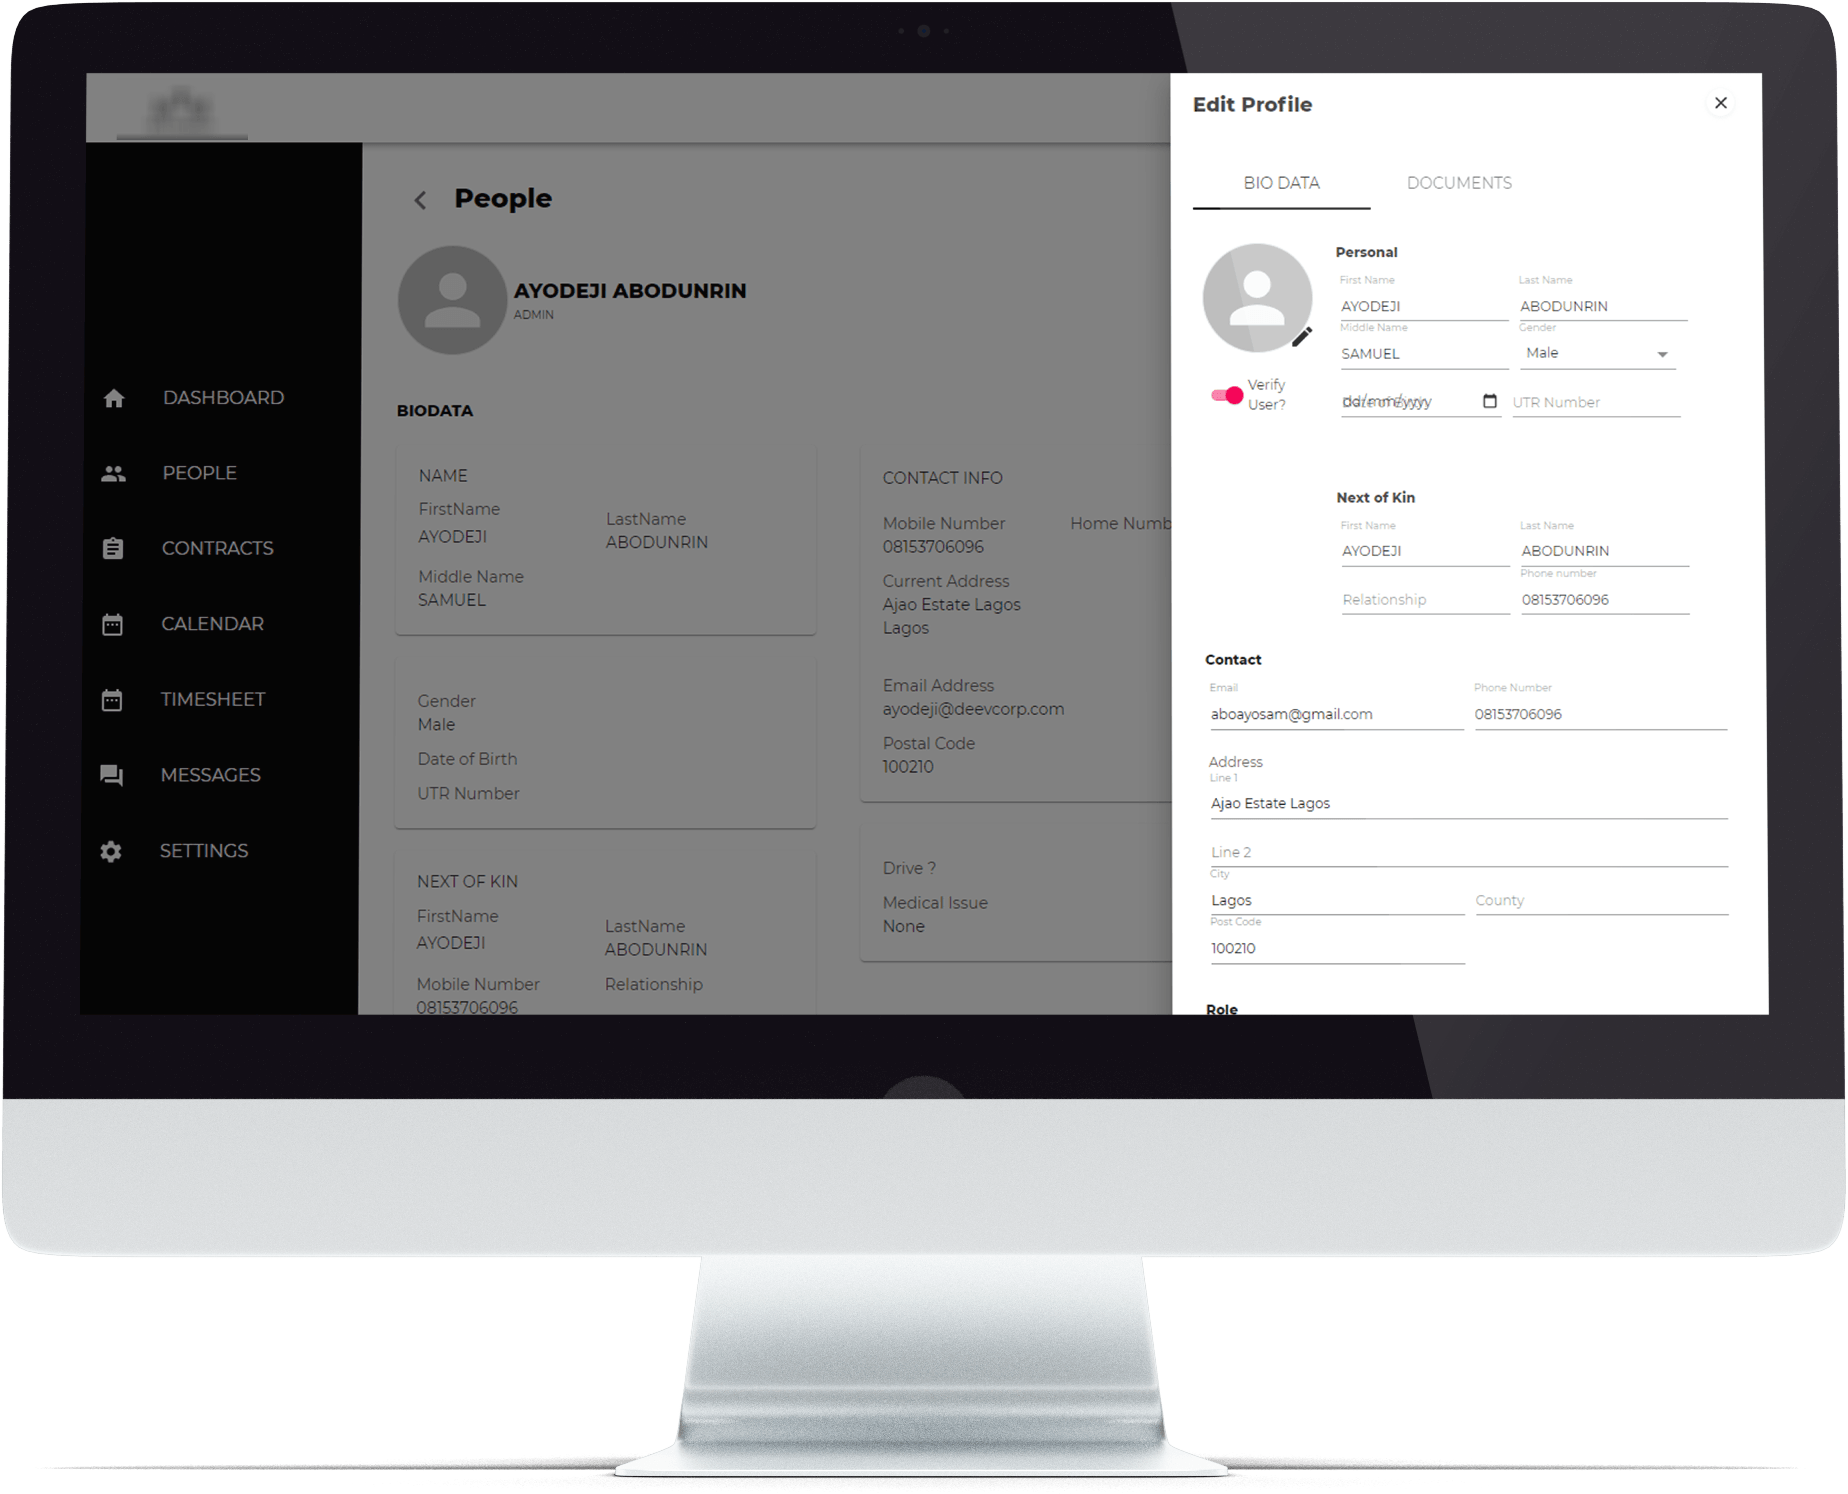 People
AYODEJI ABODUNRIN
ADMIN
DASHBOARD
PEOPLE
CONTRACTS
CALENDAR
TIMESHEET
MESSAGES
SETTINGS
BIODATA
NAME
FirstName
AYODEJI
LastName
ABODUNRIN
Middle Name
SAMUEL
Gender
Male
Date of Birth
UTR Number
NEXT OF KIN
FirstName
AYODEJI
LastName
ABODUNRIN
Mobile Number
08153706096
Relationship
CONTACT INFO
Mobile Number
08153706096
Home Numb
Current Address
Ajao Estate Lagos
Lagos
Email Address
ayodeji@deevcorp.com
Postal Code
100210
Drive ?
Medical Issue
None
Edit Profile
BIO DATA
DOCUMENTS
Verify
User?
Personal
First Name
AYODEJI
Last Name
ABODUNRIN
Middle Name
SAMUEL
Gender
Male
dd/mm/yyyy
UTR Number
Next of Kin
First Name
AYODEJI
Last Name
ABODUNRIN
Relationship
Phone number
08153706096
Contact
Email
aboayosam@gmail.com
Phone Number
08153706096
Address
Line 1
Ajao Estate Lagos
Line 2
City
Lagos
County
Post Code
100210
Role